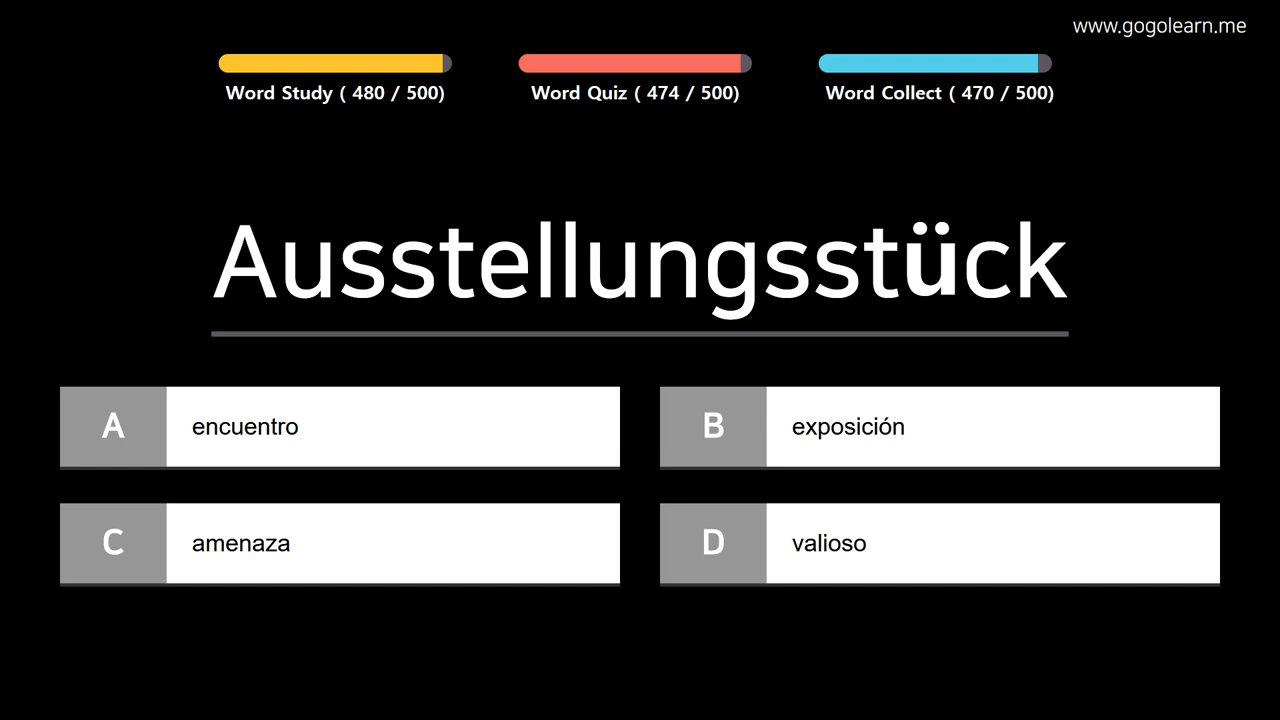 www.gogolearn.me
Word Study ( 480 / 500)
Word Quiz ( 474 / 500)
Word Collect ( 470 / 500)
Ausstellungsstück
A encuentro
B exposición
C amenaza
D valioso